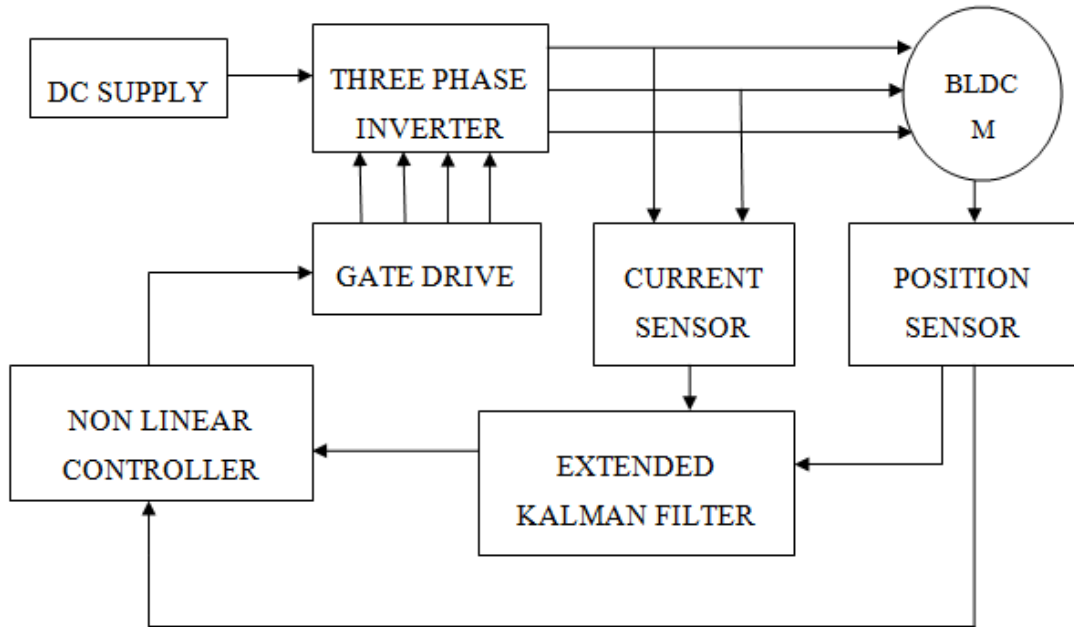 DC SUPPLY
THREE PHASE
INVERTER
BLDC
M
GATE DRIVE
CURRENT
SENSOR
POSITION
SENSOR
NON LINEAR
CONTROLLER
EXTENDED
KALMAN FILTER